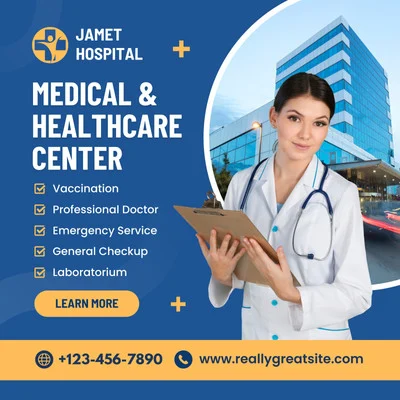 JAMET
HOSPITAL
MEDICAL &
HEALTHCARE
CENTER
Vaccination
Professional Doctor
Emergency Service
General Checkup
Laboratorium
LEARN MORE
+123-456-7890 www.reallygreatsite.com